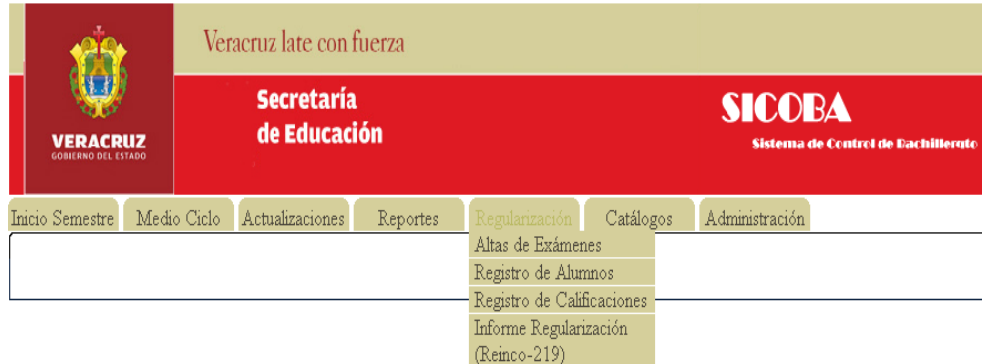 Veracruz late con fuerza
VERACRUZ
GOBIERNO DEL ESTADO
Secretaría
de Educación
SICOBA
Sistema de Control de Bachillerato
Inicio Semestre Medio Ciclo Actualizaciones Reportes Regularización Catálogos Administración
Altas de Exámenes
Registro de Alumnos
Registro de Calificaciones
Informe Regularización
(Reinco-219)